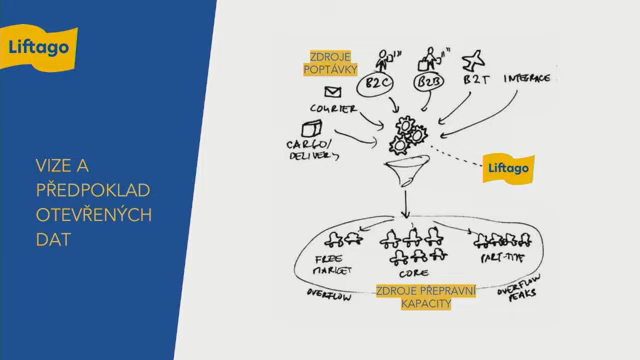 Liftago
VIZE A
PŘEDPOKLAD
OTEVŘENÝCH
DAT
ZDROJE
POPTÁVKY
B2C
B2B
B2T
INTEGRACE
COURIER
CARGO/
DELIVERY
Liftago
FREE
MARKET
CORE
PART-TIME
OVERFLOW
ZDROJE PŘEPRAVNÍ
KAPACITY
OVERFLOW
PEAKS